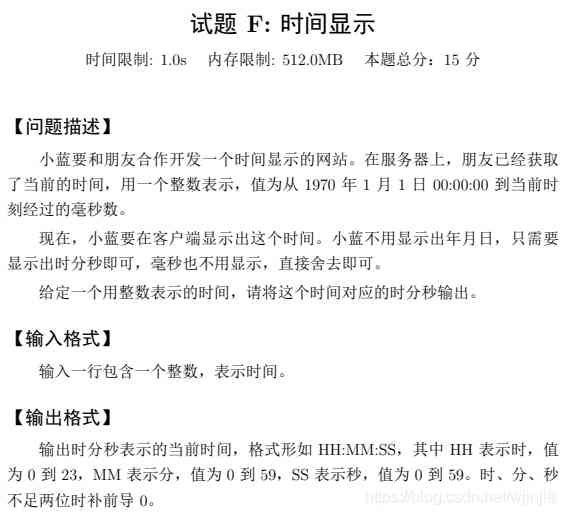 试题 F: 时间显示
时间限制: 1.0s 内存限制: 512.0MB 本题总分：15 分
【问题描述】
小蓝要和朋友合作开发一个时间显示的网站。在服务器上，朋友已经获取
了当前的时间，用一个整数表示，值为从 1970 年 1 月 1 日 00:00:00 到当前时
刻经过的毫秒数。
现在，小蓝要在客户端显示出这个时间。小蓝不用显示出年月日，只需要
显示出时分秒即可，毫秒也不用显示，直接舍去即可。
给定一个用整数表示的时间，请将这个时间对应的时分秒输出。
【输入格式】
输入一行包含一个整数，表示时间。
【输出格式】
输出时分秒表示的当前时间，格式形如 HH:MM:SS，其中 HH 表示时，值
为 0 到 23，MM 表示分，值为 0 到 59，SS 表示秒，值为 0 到 59。时、分、秒
不足两位时补前导 0。